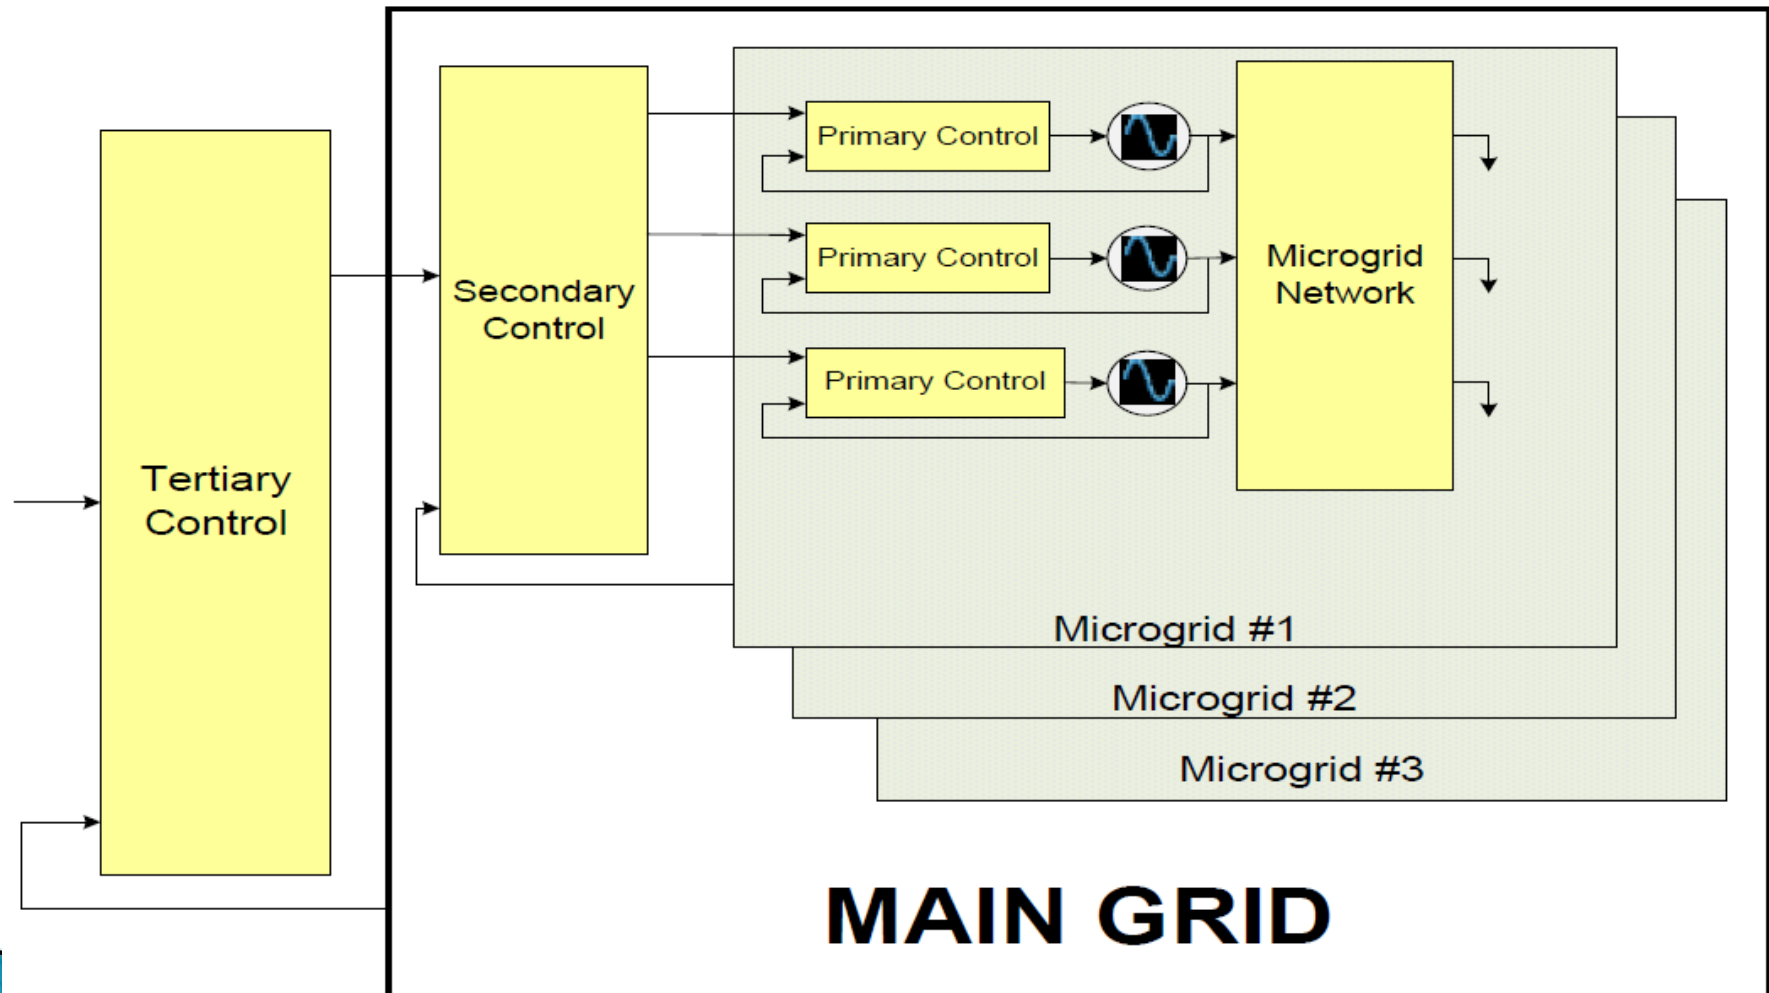 Tertiary
Control
Secondary
Control
Primary Control
Primary Control
Primary Control
Microgrid
Network
Microgrid #1
Microgrid #2
Microgrid #3
MAIN GRID